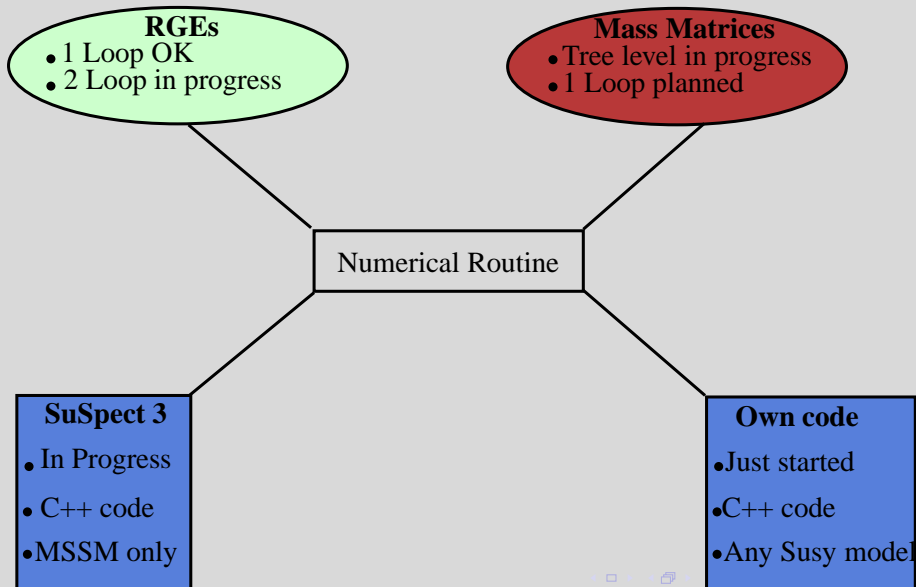 RGEs
• 1 Loop OK
• 2 Loop in progress
Mass Matrices
• Tree level in progress
• 1 Loop planned
Numerical Routine
SuSpect 3
• In Progress
• C++ code
• MSSM only
Own code
•Just started
•C++ code
•Any Susy model